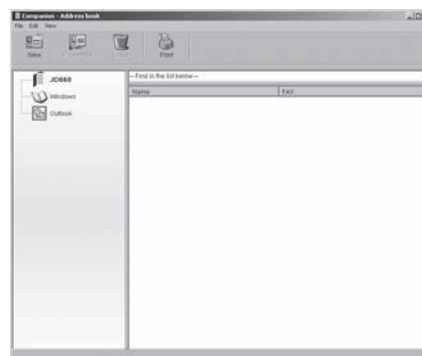 Companion - Address book
File Edit View
New
Print
JD660
Windows
Outlook
-- Find in the list below --
Name FAX